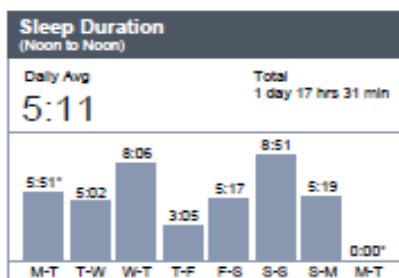 Sleep Duration
(Noon to Noon)
Daily Avg
5:11
Total
1 day 17 hrs 31 min
5:51* 5:02 8:06 3:05 5:17 8:51 5:19 0:00*
M-T T-W W-T T-F F-S S-S S-M M-T